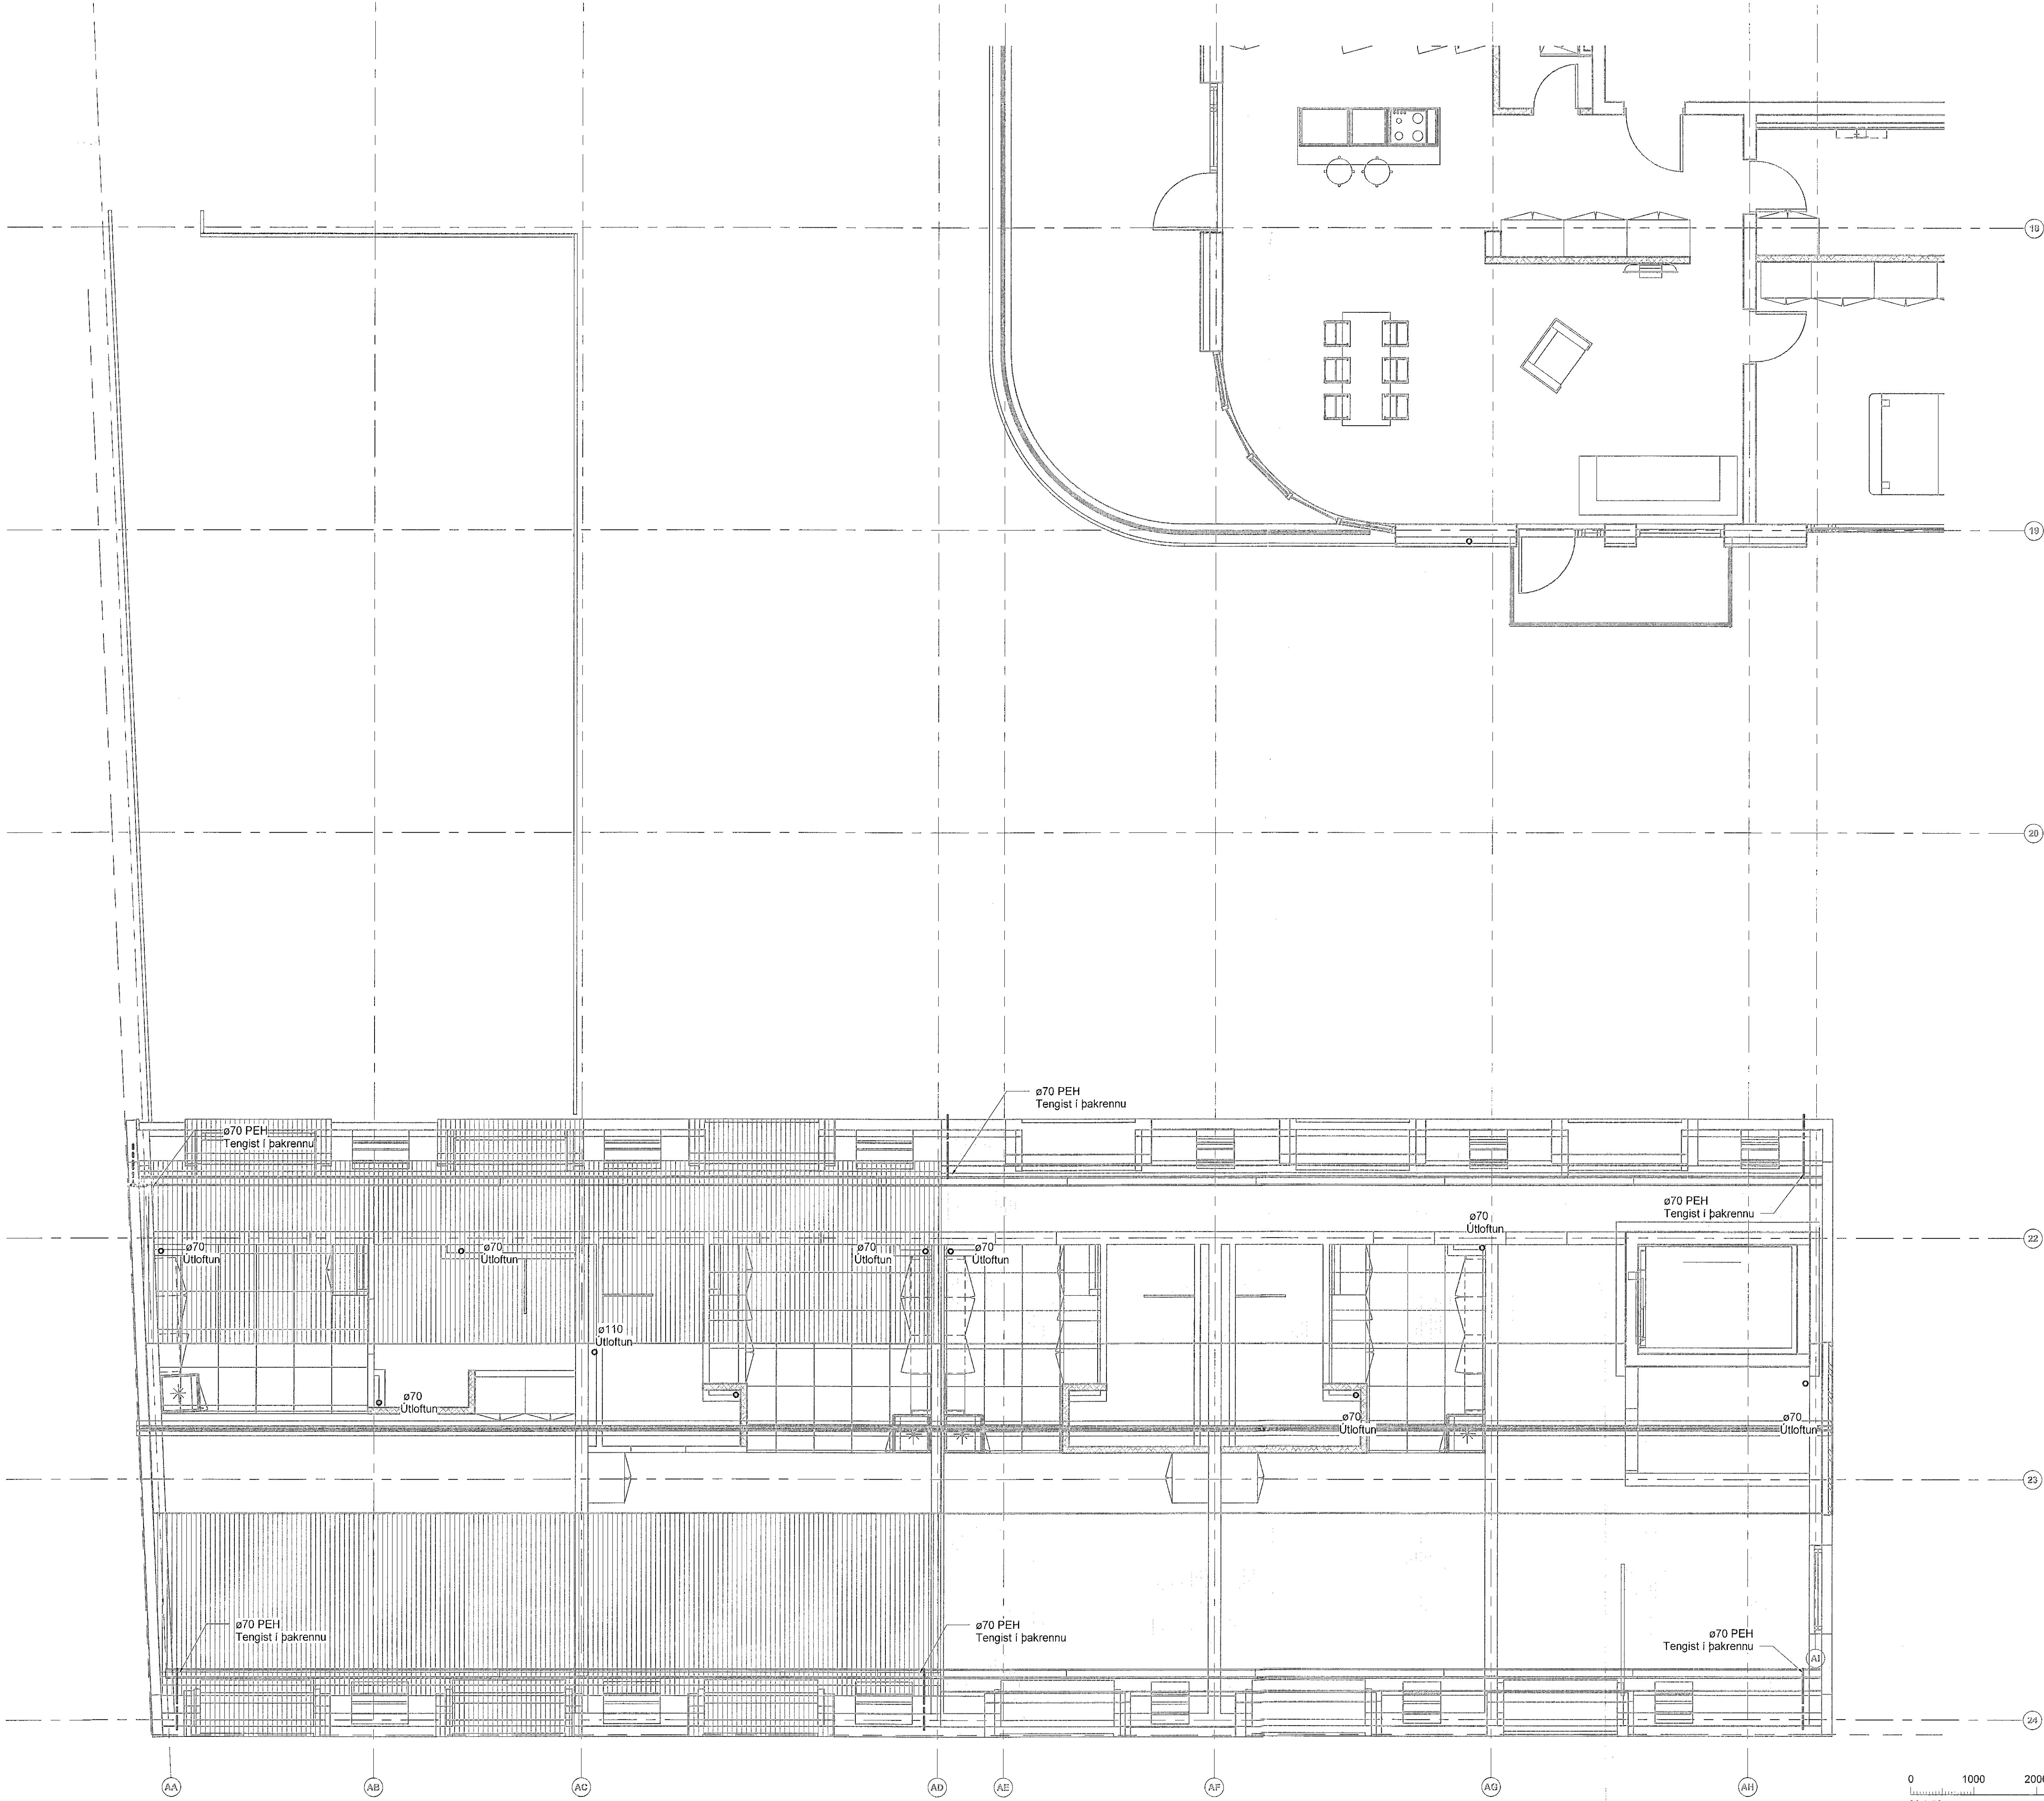 18
19
ø70 PEH
Tengist í þakrennu
20
ø70 PEH
Tengist í þakrennu
ø70 PEH
Tengist í þakrennu
ø70
Útloftun
22
ø70
Útloftun
ø70
Útloftun
ø70
Útloftun
ø70
Útloftun
ø110
Útloftun
ø70
Útloftun
ø70
Útloftun
ø70
Útloftun
23
ø70 PEH
Tengist í þakrennu
ø70 PEH
Tengist í þakrennu
ø70 PEH
Tengist í þakrennu
AI
24
AA
AB
AC
AD
AE
AF
AG
AH
0 1000